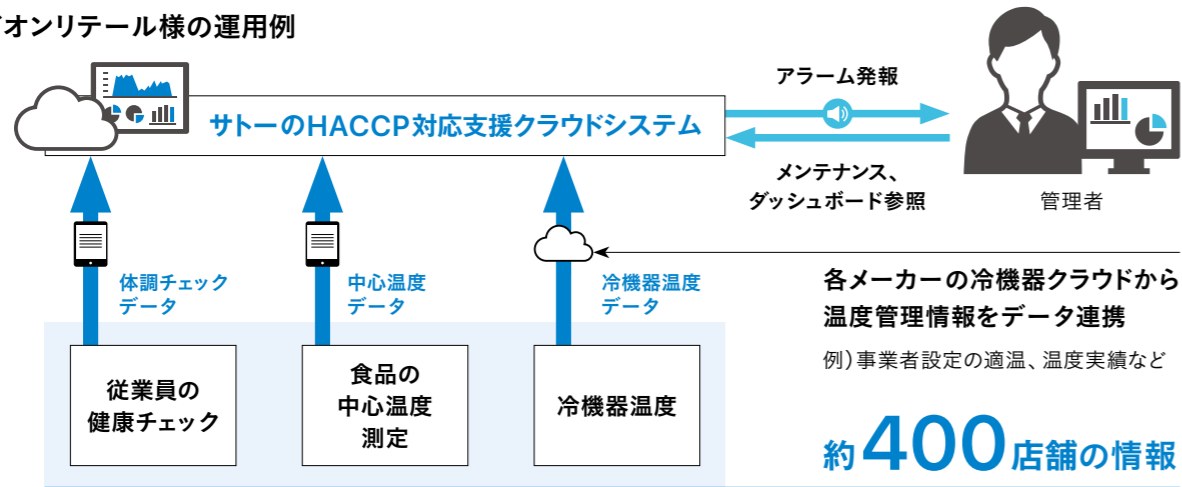 オンリテール様の運用例
サトーのHACCP対応支援クラウドシステム
アラーム発報
メンテナンス、
ダッシュボード参照
管理者
体調チェック
データ
中心温度
データ
冷機器温度
データ
各メーカーの冷機器クラウドから
温度管理情報をデータ連携
例)事業者設定の適温、温度実績など
従業員の
健康チェック
食品の
中心温度
測定
冷機器温度
約400店舗の情報